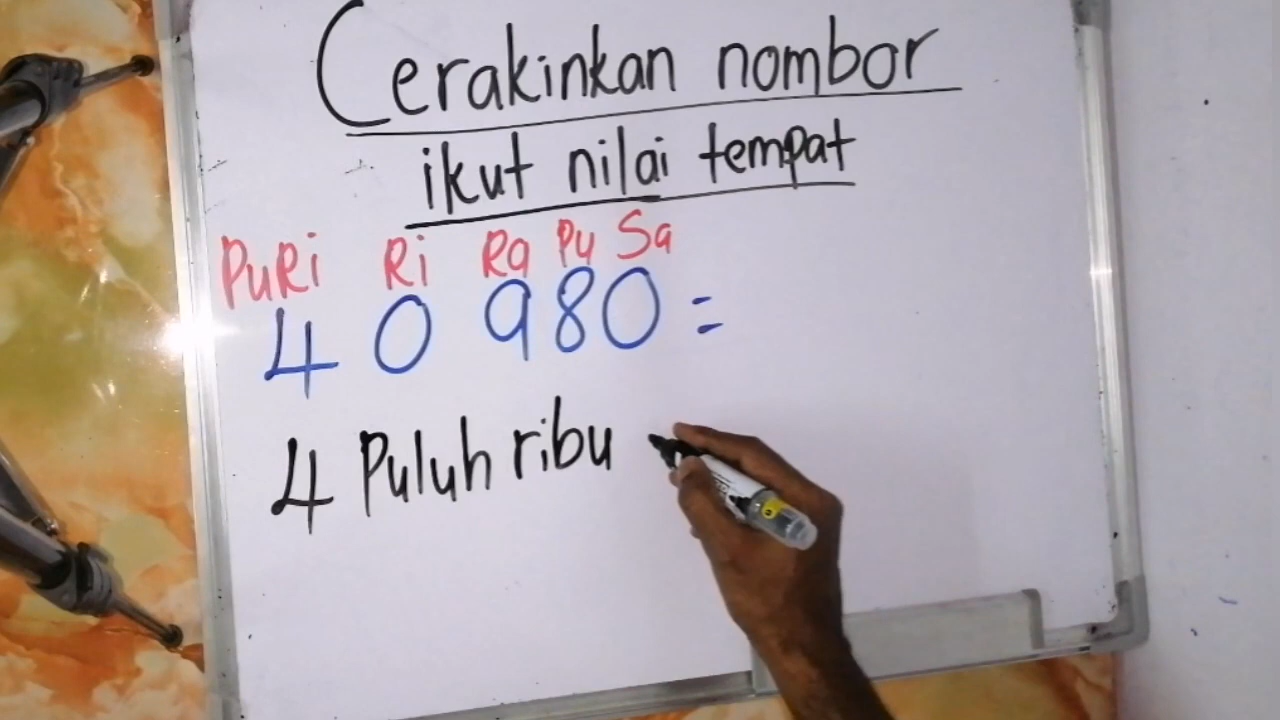 Cerakinkan nombor
ikut nilai tempat
PuRi Ri Ra Pu Sa
40 980 =
4 Puluh ribu